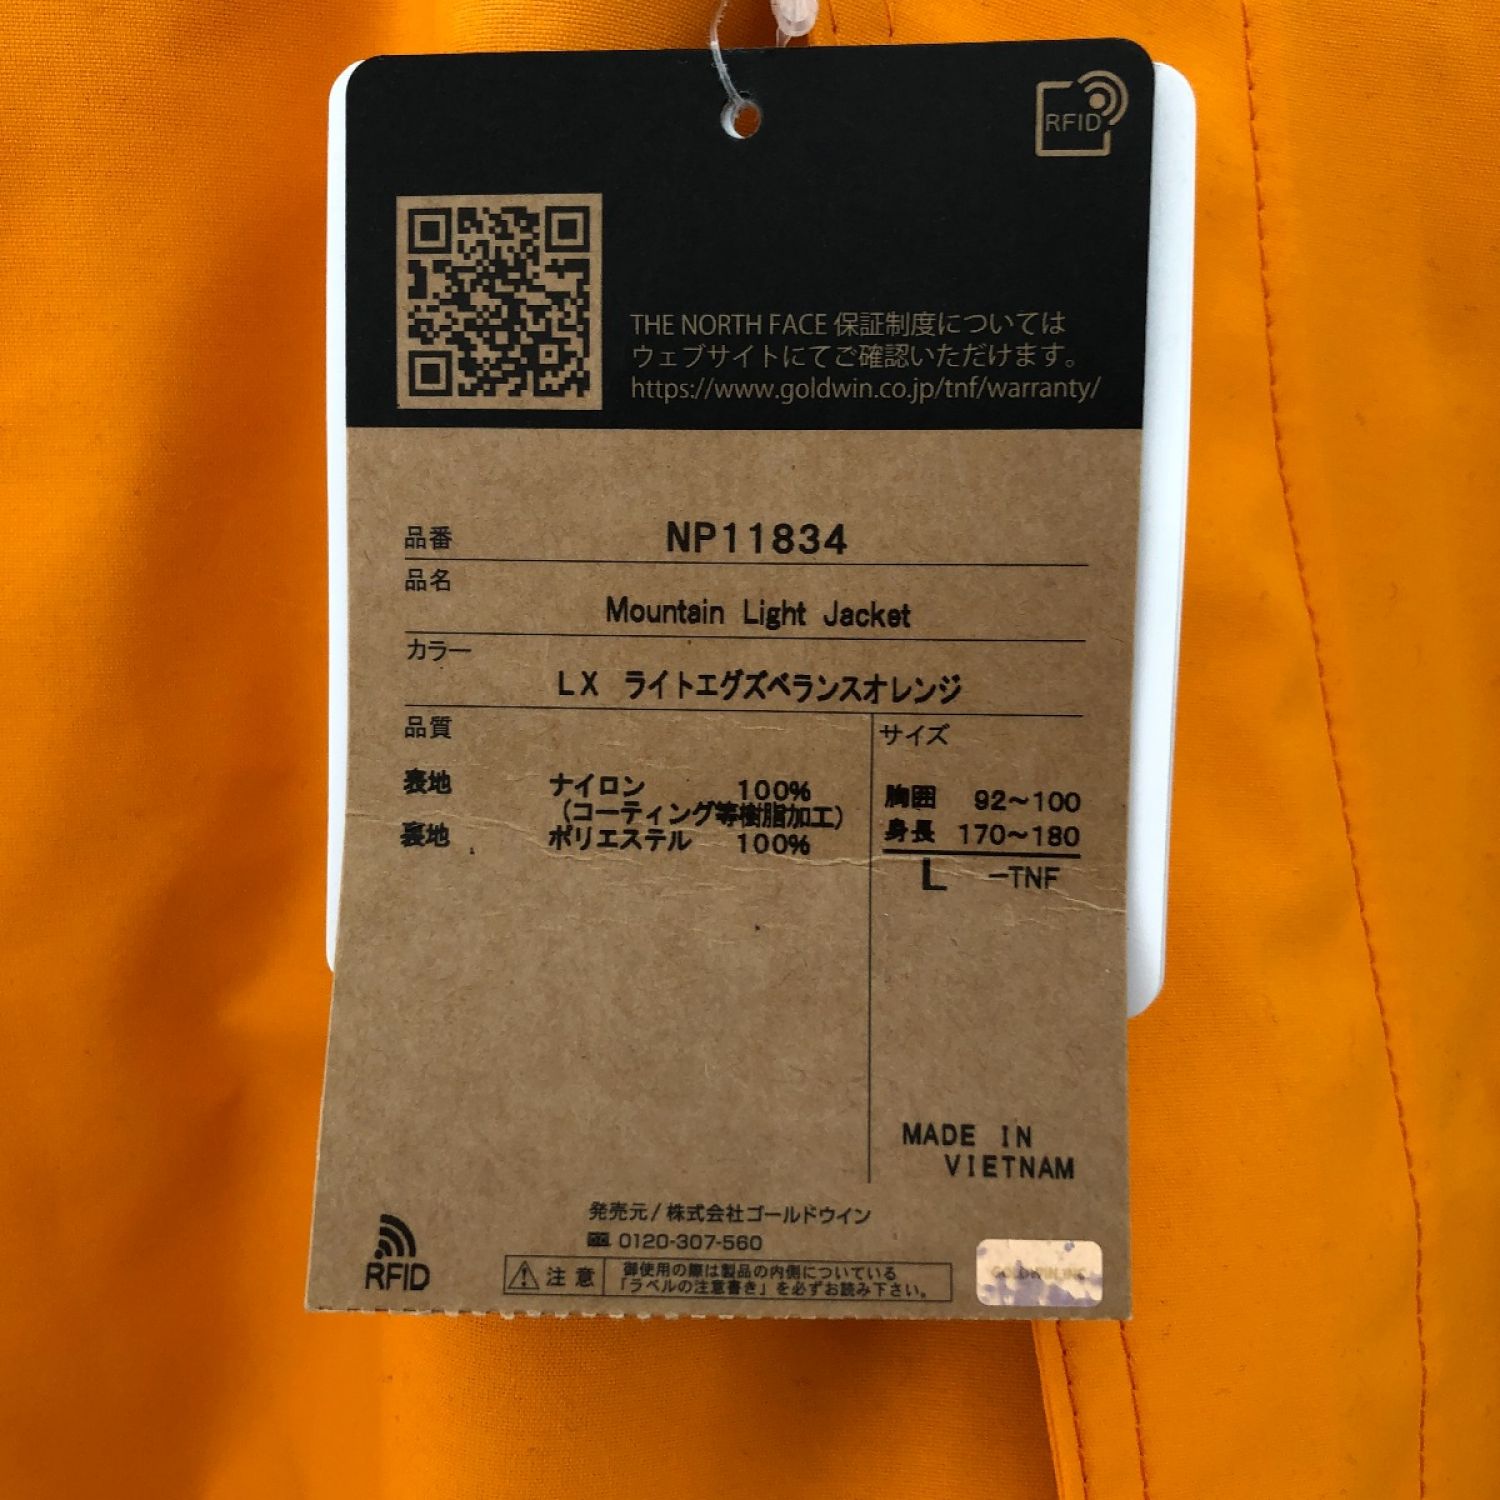 RFID
THE NORTH FACE 保証制度については
ウェブサイトにてご確認いただけます。
https://www.goldwin.co.jp/tnf/warranty/
品番 NP11834
品名
Mountain Light Jacket
カラー
LX ライトエグズベランスオレンジ
品質
表地 ナイロン 100%
(コーティング等樹脂加工)
裏地 ポリエステル 100%
サイズ
胸囲 92~100
身長 170~180
L -TNF
MADE IN
VIETNAM
発売元/株式会社ゴールドウイン
0120-307-560
RFID
注意
御使用の際は製品の内側についている
「ラベルの注意書き」を必ずお読み下さい。